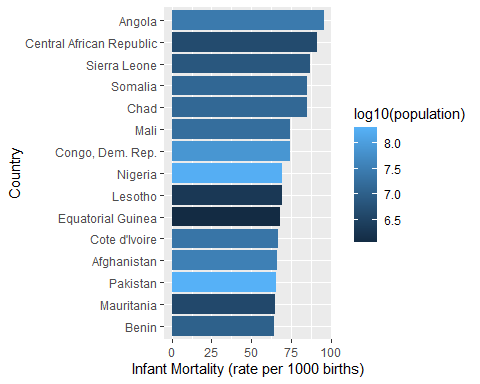 Angola
Central African Republic
Sierra Leone
Somalia
Chad
Mali
Congo, Dem. Rep.
Nigeria
Lesotho
Equatorial Guinea
Cote d'Ivoire
Afghanistan
Pakistan
Mauritania
Benin
Country
0 25 50 75 100
Infant Mortality (rate per 1000 births)
log10(population)
8.0
7.5
7.0
6.5